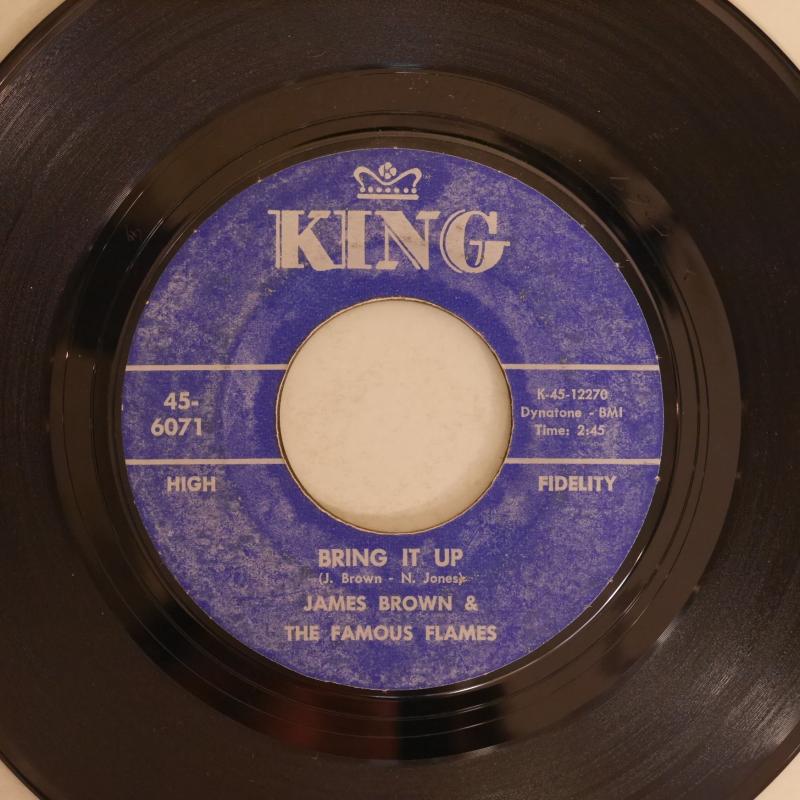 K
KING
45-
6071
K-45-12270
Dynatone - BMI
Time: 2:45
HIGH
FIDELITY
BRING IT UP
(J. Brown - N. Jones)
JAMES BROWN &
THE FAMOUS FLAMES